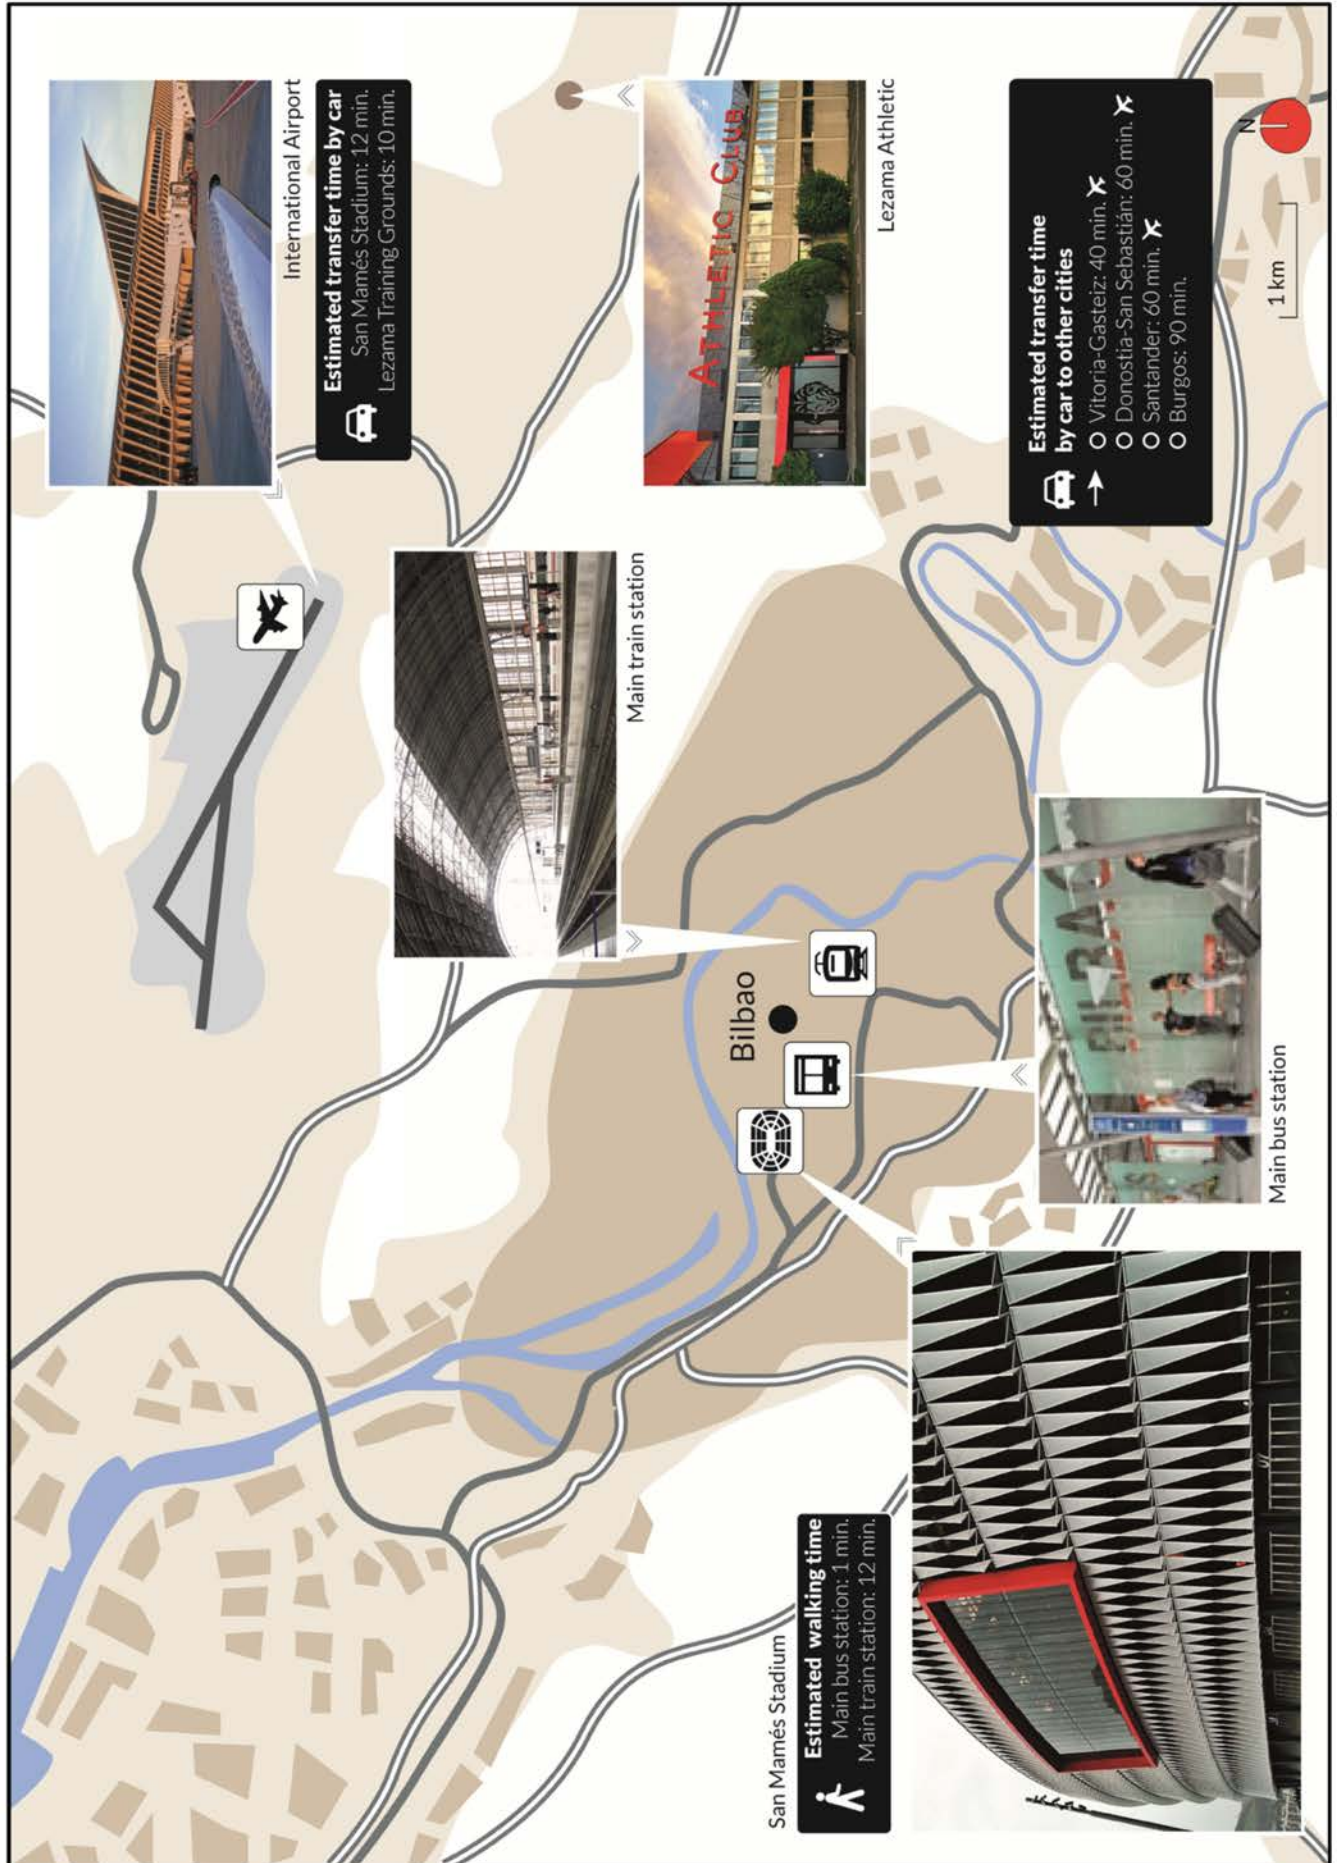 International Airport
Estimated transfer time by car
San Mamés Stadium: 12 min.
Lezama Training Grounds: 10 min.
ATHLETIC CLUB
Lezama Athletic
Main train station
Bilbao
Estimated transfer time
by car to other cities
Vitoria-Gasteiz: 40 min.
Donostia-San Sebastián: 60 min.
Santander: 60 min.
Burgos: 90 min.
N
1 km
Main bus station
San Mamés Stadium
Estimated walking time
Main bus station: 1 min.
Main train station: 12 min.